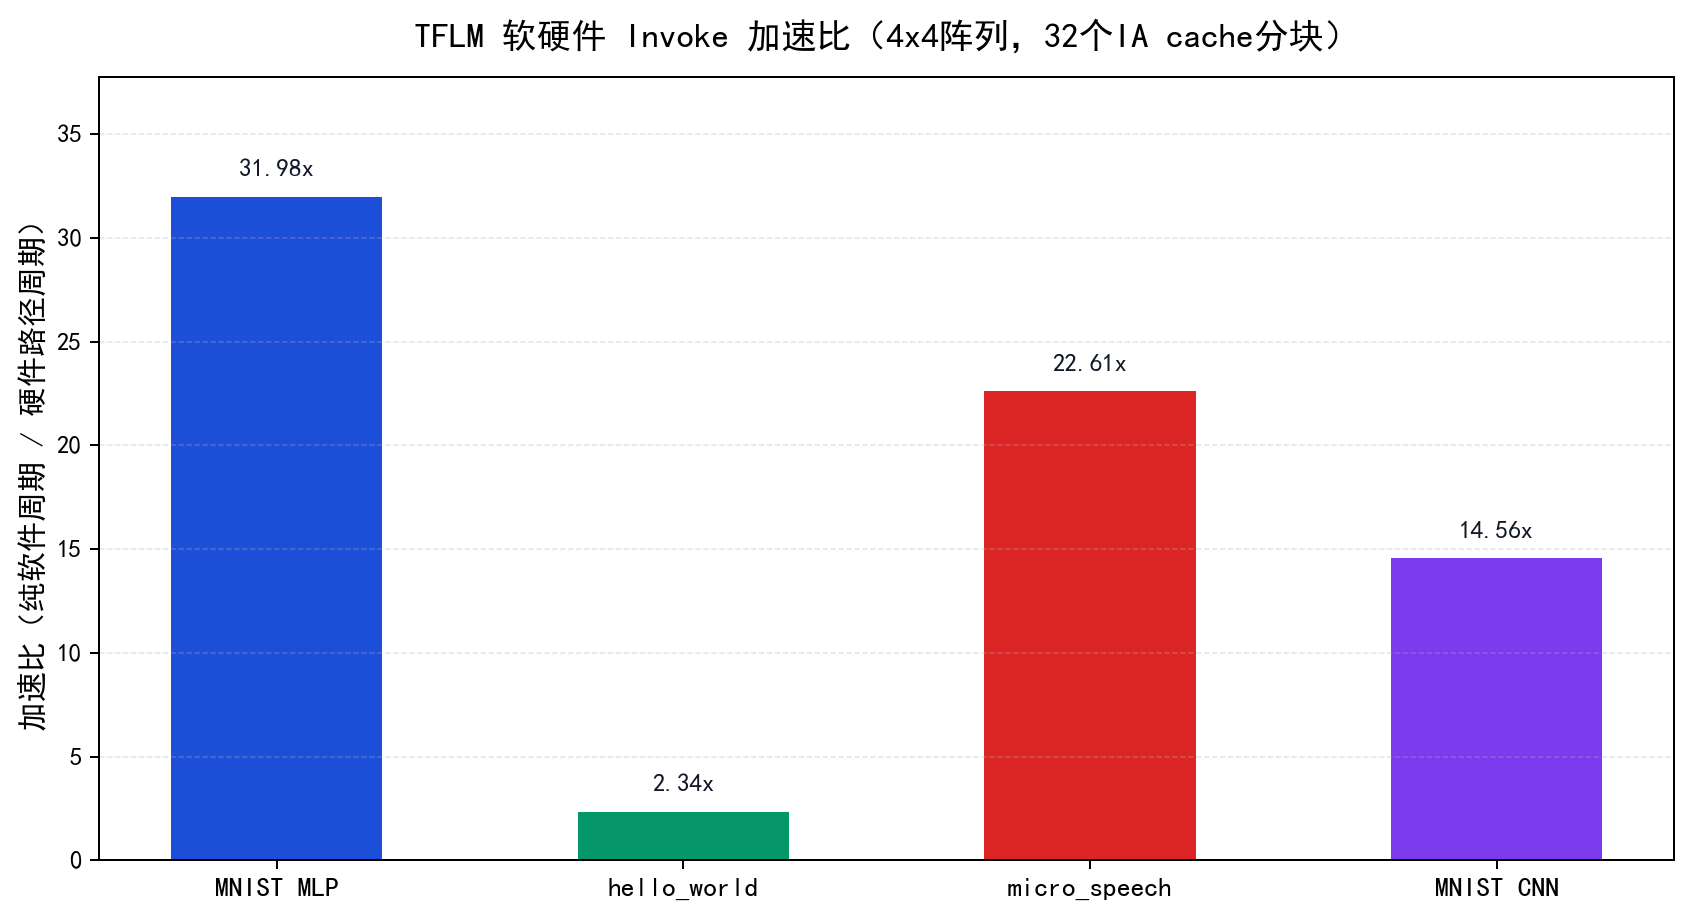 TFLM 软硬件 Invoke 加速比（4x4阵列，32个IA cache分块）
加速比（纯软件周期 / 硬件路径周期）
35
30
25
20
15
10
5
0
31.98x
2.34x
22.61x
14.56x
MNIST MLP
hello_world
micro_speech
MNIST CNN